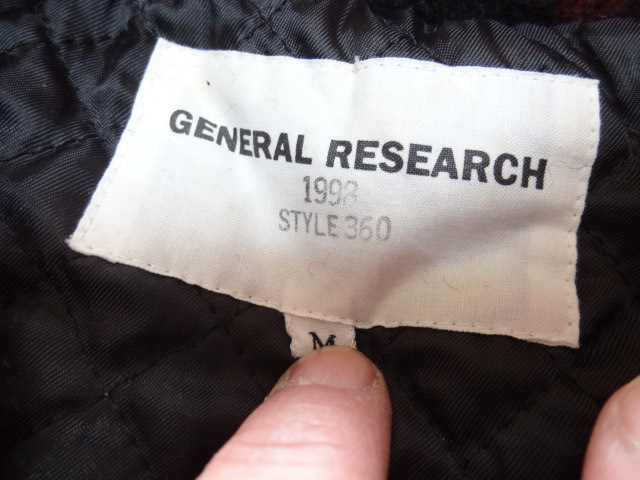 GENERAL RESEARCH
1998
STYLE 360
M